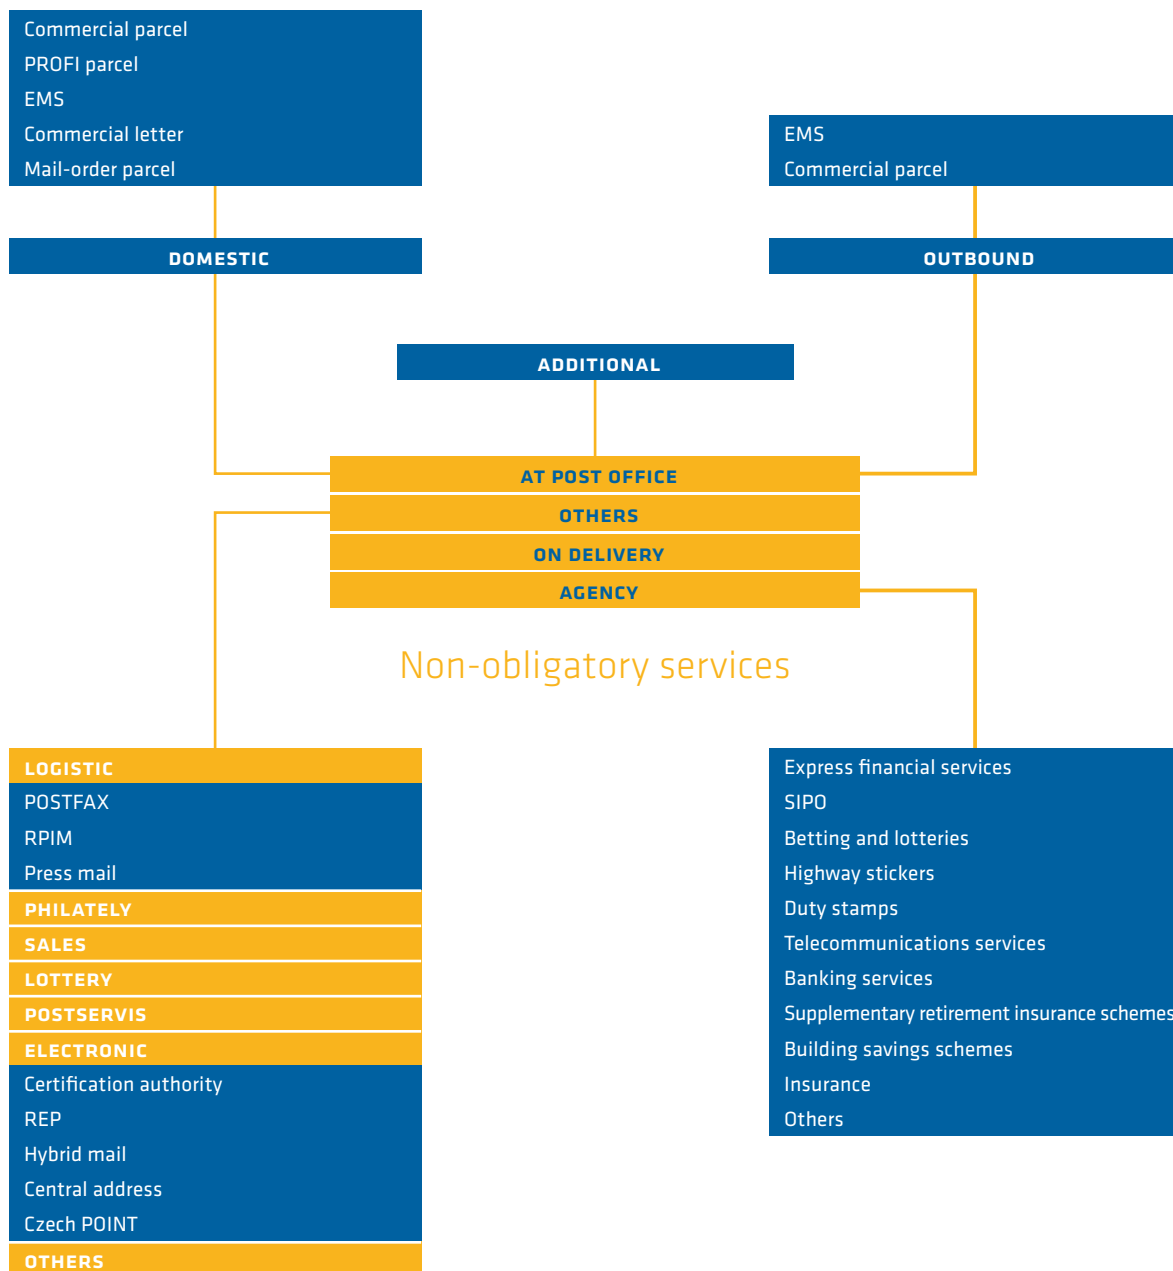 Commercial parcel
PROFI parcel
EMS
Commercial letter
Mail-order parcel
EMS
Commercial parcel
DOMESTIC
OUTBOUND
ADDITIONAL
AT POST OFFICE
OTHERS
ON DELIVERY
AGENCY
Non-obligatory services
LOGISTIC
POSTFAX
RPIM
Press mail
PHILATELY
SALES
LOTTERY
POSTSERVIS
ELECTRONIC
Certification authority
REP
Hybrid mail
Central address
Czech POINT
OTHERS
Express financial services
SIPO
Betting and lotteries
Highway stickers
Duty stamps
Telecommunications services
Banking services
Supplementary retirement insurance schemes
Building savings schemes
Insurance
Others